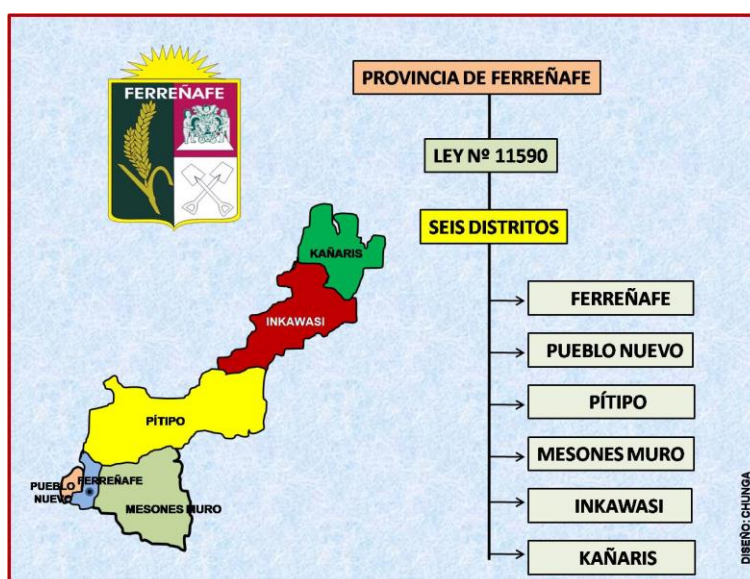 FERREÑAFE
PROVINCIA DE FERREÑAFE
LEY Nº 11590
SEIS DISTRITOS
FERREÑAFE
PUEBLO NUEVO
PÍTIPO
MESONES MURO
INKAWASI
KAÑARIS
KAÑARIS
INKAWASI
PÍTIPO
PUEBLO
NUEVO
FERREÑAFE
MESONES MURO
DISEÑO: CHUNGA